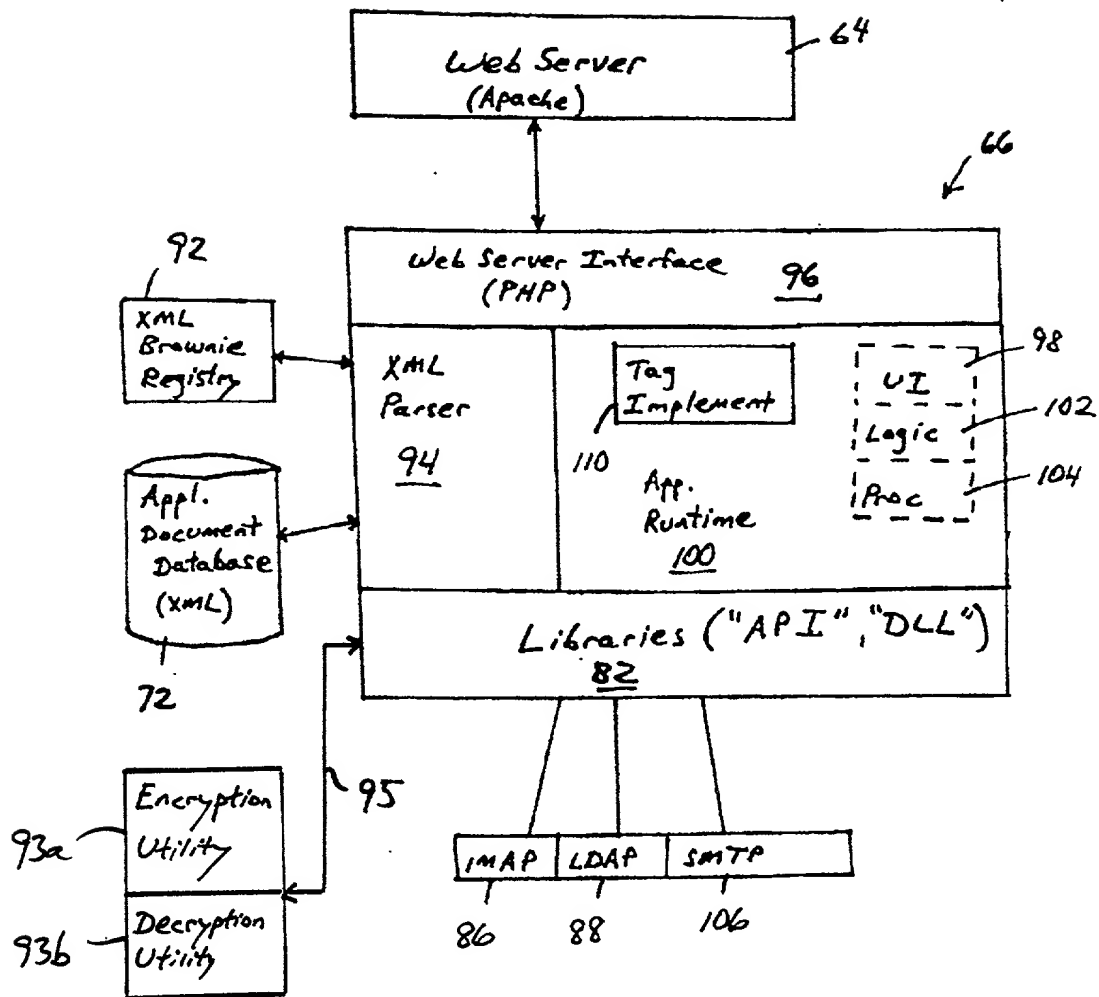 Web Server
(Apache)
64
66
Web Server Interface
(PHP)
96
92
XML
Brownie
Registry
XML
Parser
94
Tag
Implement
110
App.
Runtime
100
UI
98
Logic
102
Proc
104
Appl.
Document
Database
(XML)
72
Libraries ("API", "DLL")
82
95
Encryption
Utility
93a
Decryption
Utility
93b
IMAP
LDAP
SMTP
86
88
106